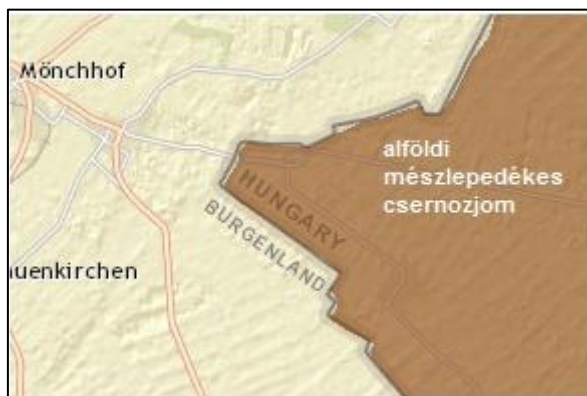 Mönchhof
alföldi
mészlepedékes
csernozjom
HUNGARY
BURGENLAND
uenkirchen